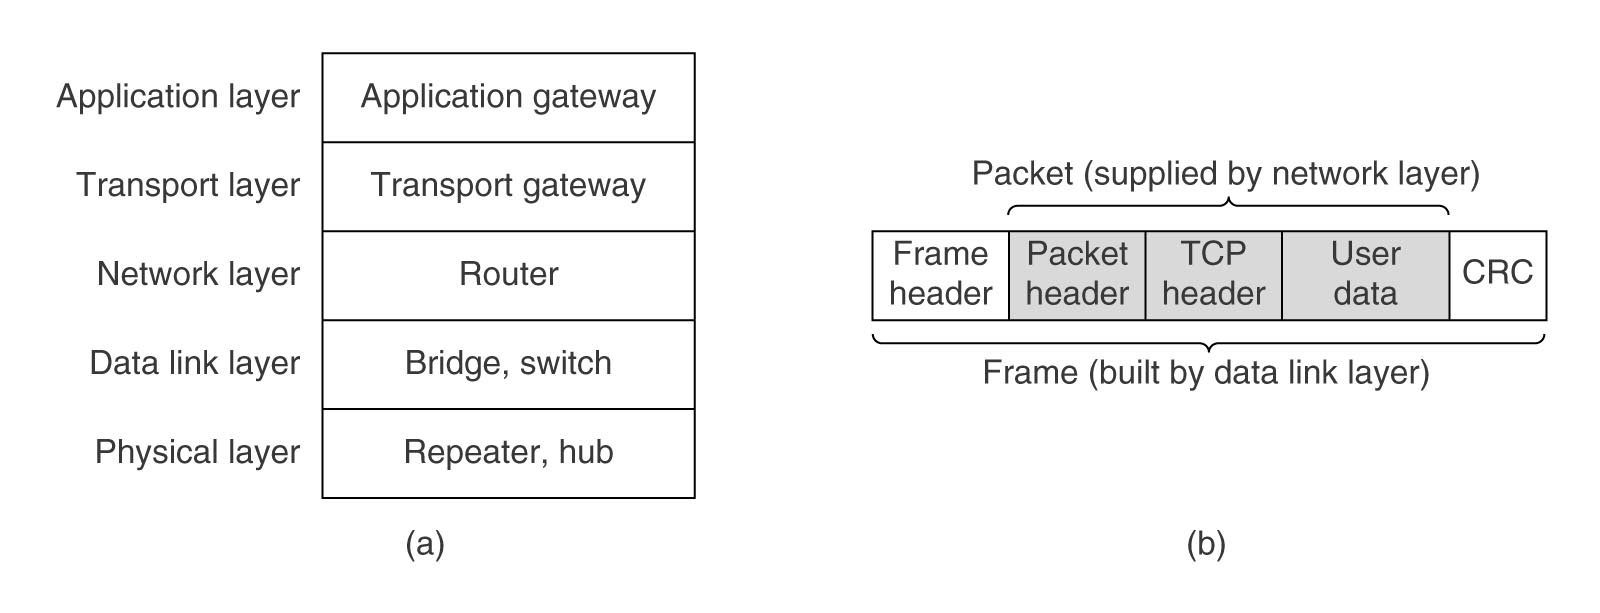 Application layer
Application gateway
Transport layer
Transport gateway
Network layer
Router
Data link layer
Bridge, switch
Physical layer
Repeater, hub
(a)
Packet (supplied by network layer)
Frame
header
Packet
header
TCP
header
User
data
CRC
Frame (built by data link layer)
(b)